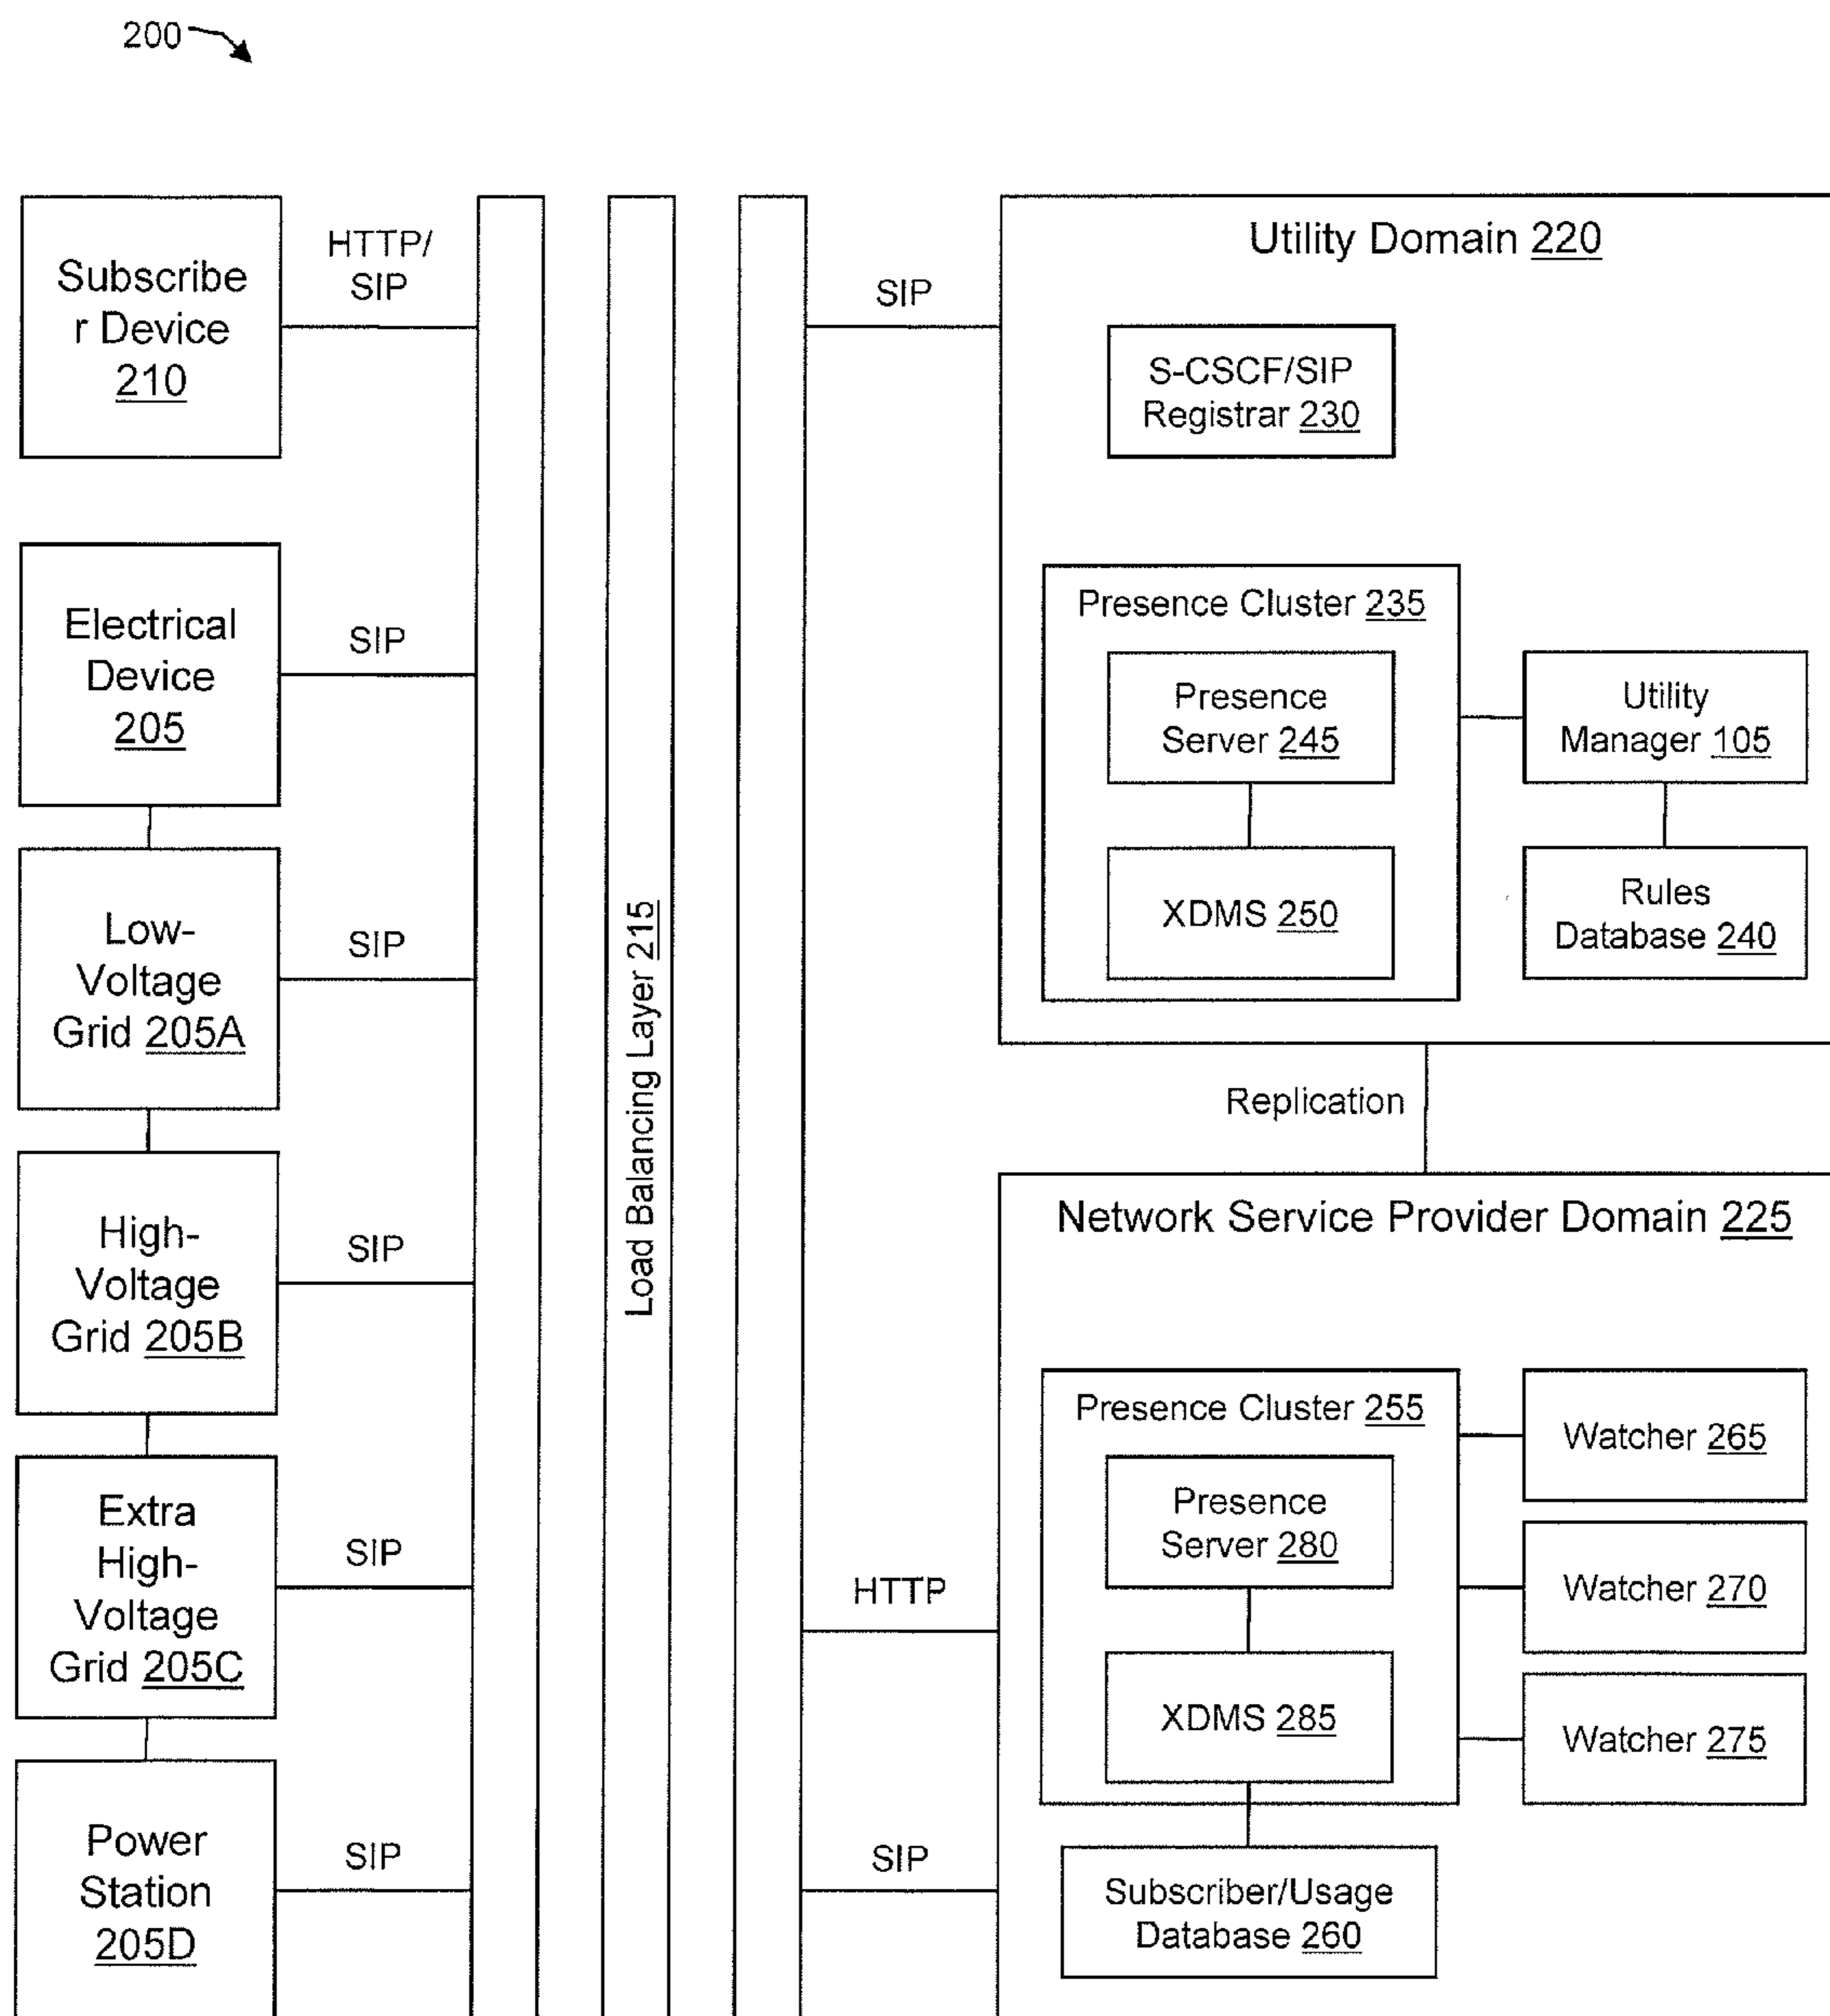 200
Subscribe
r Device
210
HTTP/
SIP
Electrical
Device
205
SIP
Low-
Voltage
Grid 205A
SIP
High-
Voltage
Grid 205B
SIP
Extra
High-
Voltage
Grid 205C
SIP
Power
Station
205D
SIP
Load Balancing Layer 215
SIP
Utility Domain 220
S-CSCF/SIP
Registrar 230
Presence Cluster 235
Presence
Server 245
XDMS 250
Utility
Manager 105
Rules
Database 240
Replication
HTTP
SIP
Network Service Provider Domain 225
Presence Cluster 255
Presence
Server 280
XDMS 285
Watcher 265
Watcher 270
Watcher 275
Subscriber/Usage
Database 260